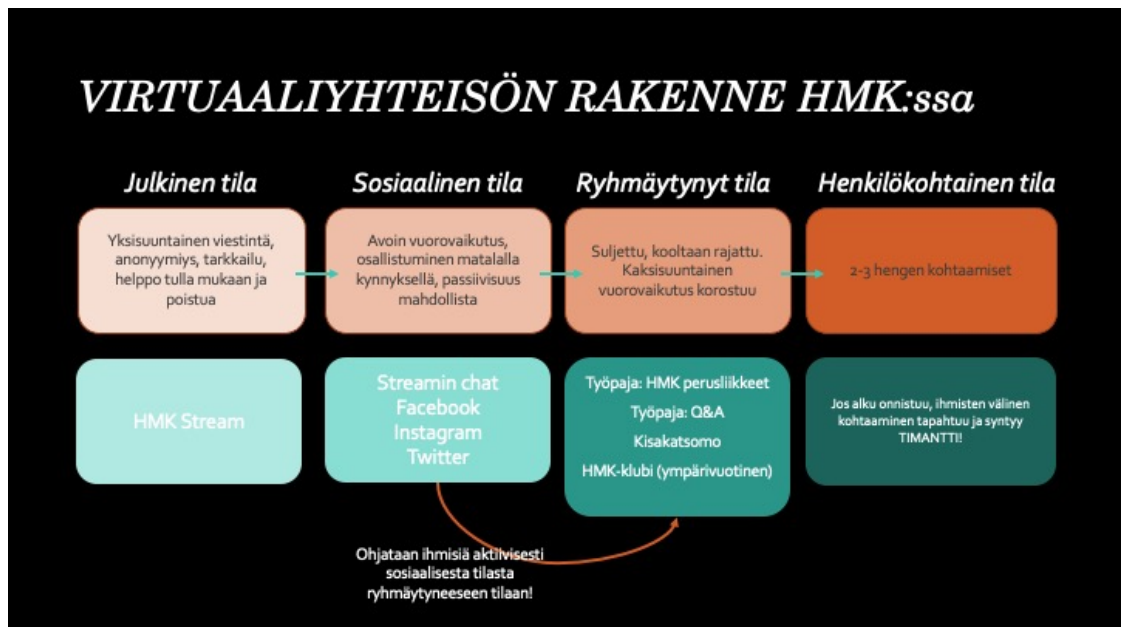 VIRTUAALIYHTEISÖN RAKENNE HMK:ssa
Julkinen tila
Yksisuuntainen viestintä,
anonyymiys, tarkkailu,
helppo tulla mukaan ja
poistua
Sosiaalinen tila
Avoin vuorovaikutus,
osallistuminen matalalla
kynnyksellä, passiivisuus
mahdollista
Ryhmäytynyt tila
Suljettu, kooltaan rajattu.
Kaksisuuntainen
vuorovaikutus korostuu
Henkilökohtainen tila
2-3 hengen kohtaamiset
HMK Stream
Streamin chat
Facebook
Instagram
Twitter
Työpaja: HMK perusliikkeet
Työpaja: Q&A
Kisakatsomo
HMK-klubi (ympärivuotinen)
Jos alku onnistuu, ihmisten välinen
kohtaaminen tapahtuu ja syntyy
TIMANTTI!
Ohjataan ihmisiä aktiivisesti
sosiaalisesta tilasta
ryhmäytyneeseen tilaan!